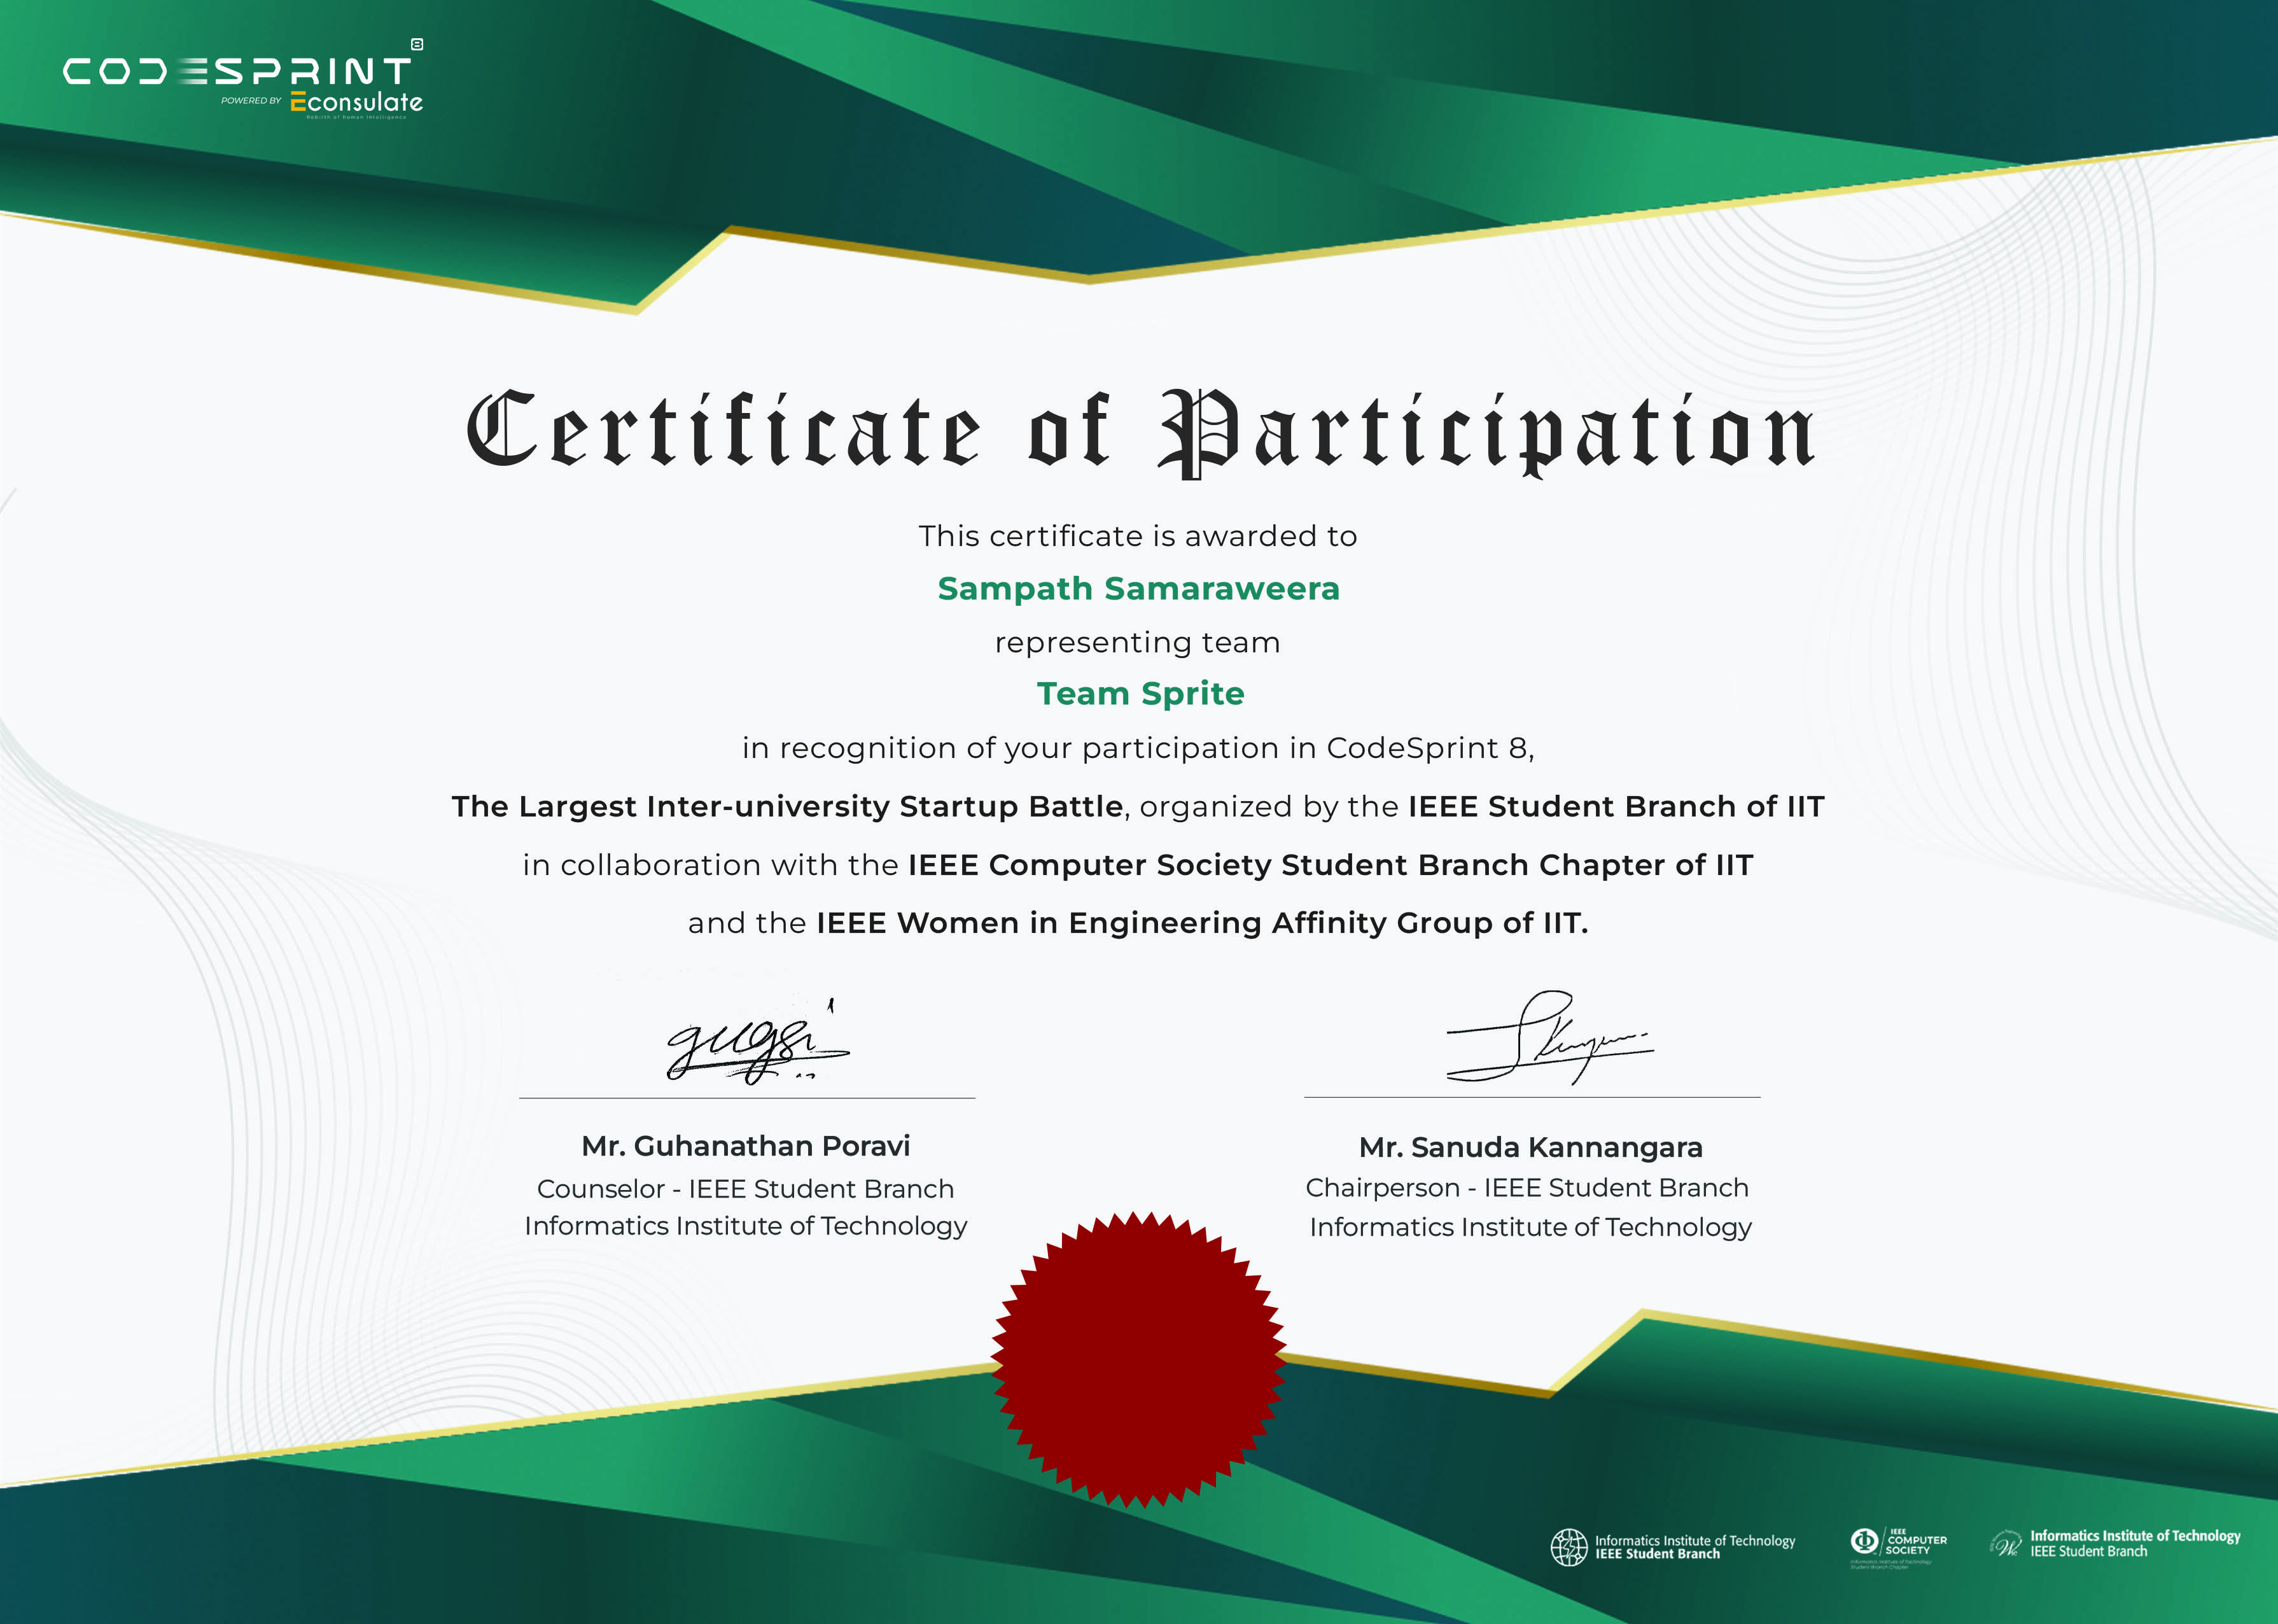 CODESPRINT 8
POWERED BY Econsulate
Rebirth of Human Intelligence
Certificate of Participation
This certificate is awarded to
Sampath Samaraweera
representing team
Team Sprite
in recognition of your participation in CodeSprint 8,
The Largest Inter-university Startup Battle, organized by the IEEE Student Branch of IIT
in collaboration with the IEEE Computer Society Student Branch Chapter of IIT
and the IEEE Women in Engineering Affinity Group of IIT.
Mr. Guhanathan Poravi
Counselor - IEEE Student Branch
Informatics Institute of Technology
Mr. Sanuda Kannangara
Chairperson - IEEE Student Branch
Informatics Institute of Technology
Informatics Institute of Technology
IEEE Student Branch
IEEE
COMPUTER
SOCIETY
Informatics Institute of Technology
Student Branch Chapter
Informatics Institute of Technology
IEEE Student Branch